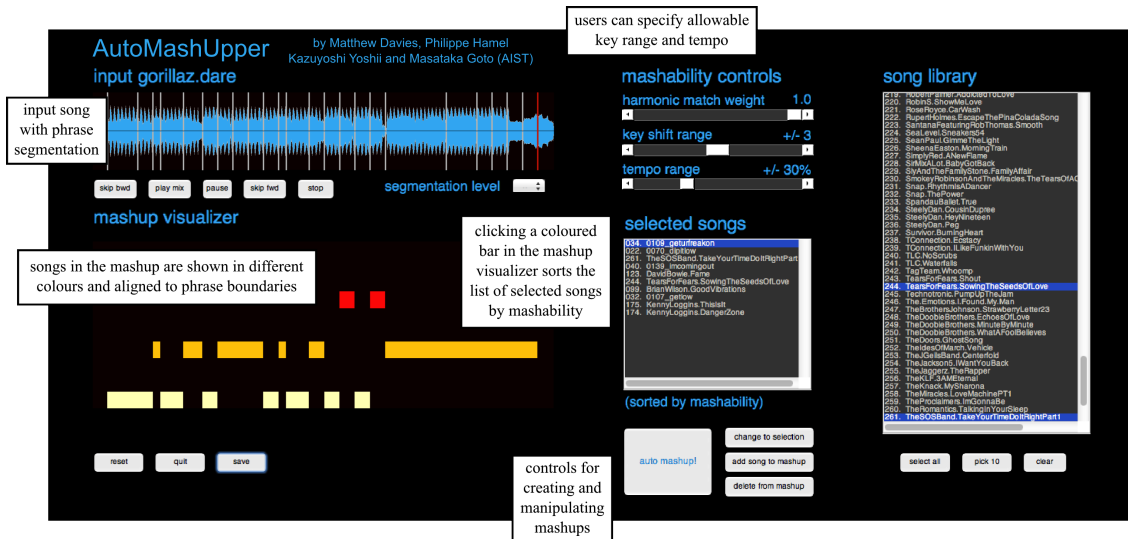 users can specify allowable
key range and tempo
AutoMashUpper
by Matthew Davies, Philippe Hamel
Kazuyoshi Yoshii and Masataka Goto (AIST)
input gorillaz.dare
input song
with phrase
segmentation
skip bwd
play mix
pause
skip fwd
stop
segmentation level
mashup visualizer
songs in the mashup are shown in different
colours and aligned to phrase boundaries
clicking a coloured
bar in the mashup
visualizer sorts the
list of selected songs
by mashability
reset
quit
save
controls for
creating and
manipulating
mashups
mashability controls
harmonic match weight 1.0
key shift range +/- 3
tempo range +/- 30%
selected songs
034. 0109_geturfreakon
022. 0070_dipitlow
261. TheSOSBand.TakeYourTimeDoItRightPart
040. 0139_imcomingout
123. DavidBowie.Fame
244. TearsForFears.SowingTheSeedsOfLove
099. BrianWilson.GoodVibrations
032. 0107_getlow
175. KennyLoggins.ThisIsIt
174. KennyLoggins.DangerZone
(sorted by mashability)
auto mashup!
change to selection
add song to mashup
delete from mashup
song library
219. RobertPalmer.AddictedToLove
220. RobinS.ShowMeLove
221. RoseRoyce.CarWash
222. RupertHolmes.EscapeThePinaColadaSong
223. SantanaFeaturingRobThomas.Smooth
224. SeaLevel.Sneakers54
225. SeanPaul.GimmeTheLight
226. SheenaEaston.MorningTrain
227. SimplyRed.ANewFlame
228. SirMixALot.BabyGotBack
229. SlyAndTheFamilyStone.FamilyAffair
230. SmokeyRobinsonAndTheMiracles.TheTearsOfAC
231. Snap.RhythmIsADancer
232. Snap.ThePower
233. SpandauBallet.True
234. SteelyDan.CousinDupree
235. SteelyDan.HeyNineteen
236. SteelyDan.Peg
237. Survivor.BurningHeart
238. TConnection.Ecstacy
239. TConnection.ILikeFunkinWithYou
240. TLC.NoScrubs
241. TLC.Waterfalls
242. TagTeam.Whoomp
243. TearsForFears.Shout
244. TearsForFears.SowingTheSeedsOfLove
245. Technotronic.PumpUpTheJam
246. The.Emotions.I.Found.My.Man
247. TheBrothersJohnson.StrawberryLetter23
248. TheDoobieBrothers.EchoesOfLove
249. TheDoobieBrothers.MinuteByMinute
250. TheDoobieBrothers.WhatAFoolBelieves
251. TheDoors.GhostSong
252. TheIdesOfMarch.Vehicle
253. TheJGeilsBand.Centerfold
254. TheJackson5.IWantYouBack
255. TheJaggerz.TheRapper
256. TheKLF.3AMEternal
257. TheKnack.MySharona
258. TheMiracles.LoveMachinePT1
259. TheProclaimers.ImGonnaBe
260. TheRomantics.TalkingInYourSleep
261. TheSOSBand.TakeYourTimeDoItRightPart1
select all
pick 10
clear